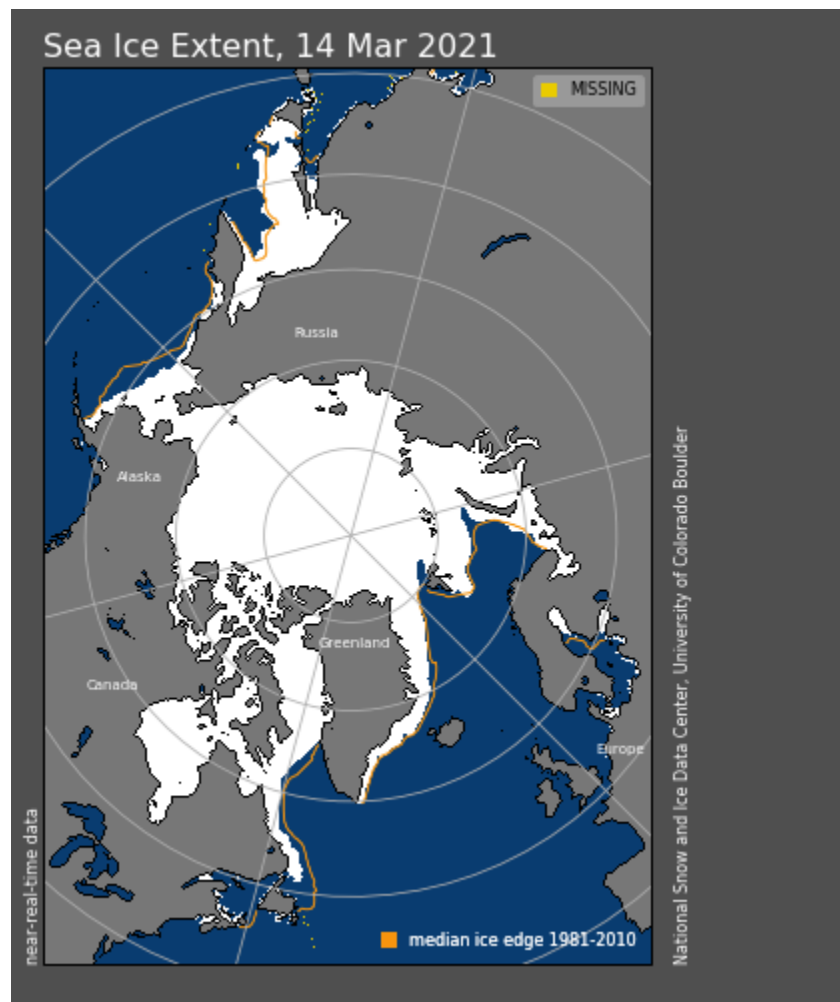 Sea Ice Extent, 14 Mar 2021
MISSING
Russia
Alaska
Greenland
Canada
Europe
median ice edge 1981-2010
near-real-time data
National Snow and Ice Data Center, University of Colorado Boulder